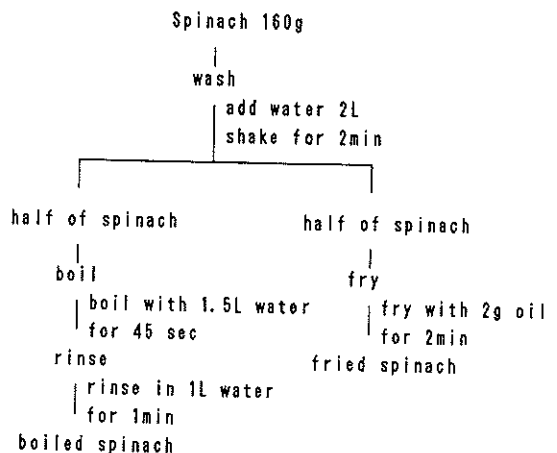 Spinach 160g
wash
add water 2L
shake for 2min
half of spinach
boil
boil with 1.5L water
for 45 sec
rinse
rinse in 1L water
for 1min
boiled spinach
half of spinach
fry
fry with 2g oil
for 2min
fried spinach